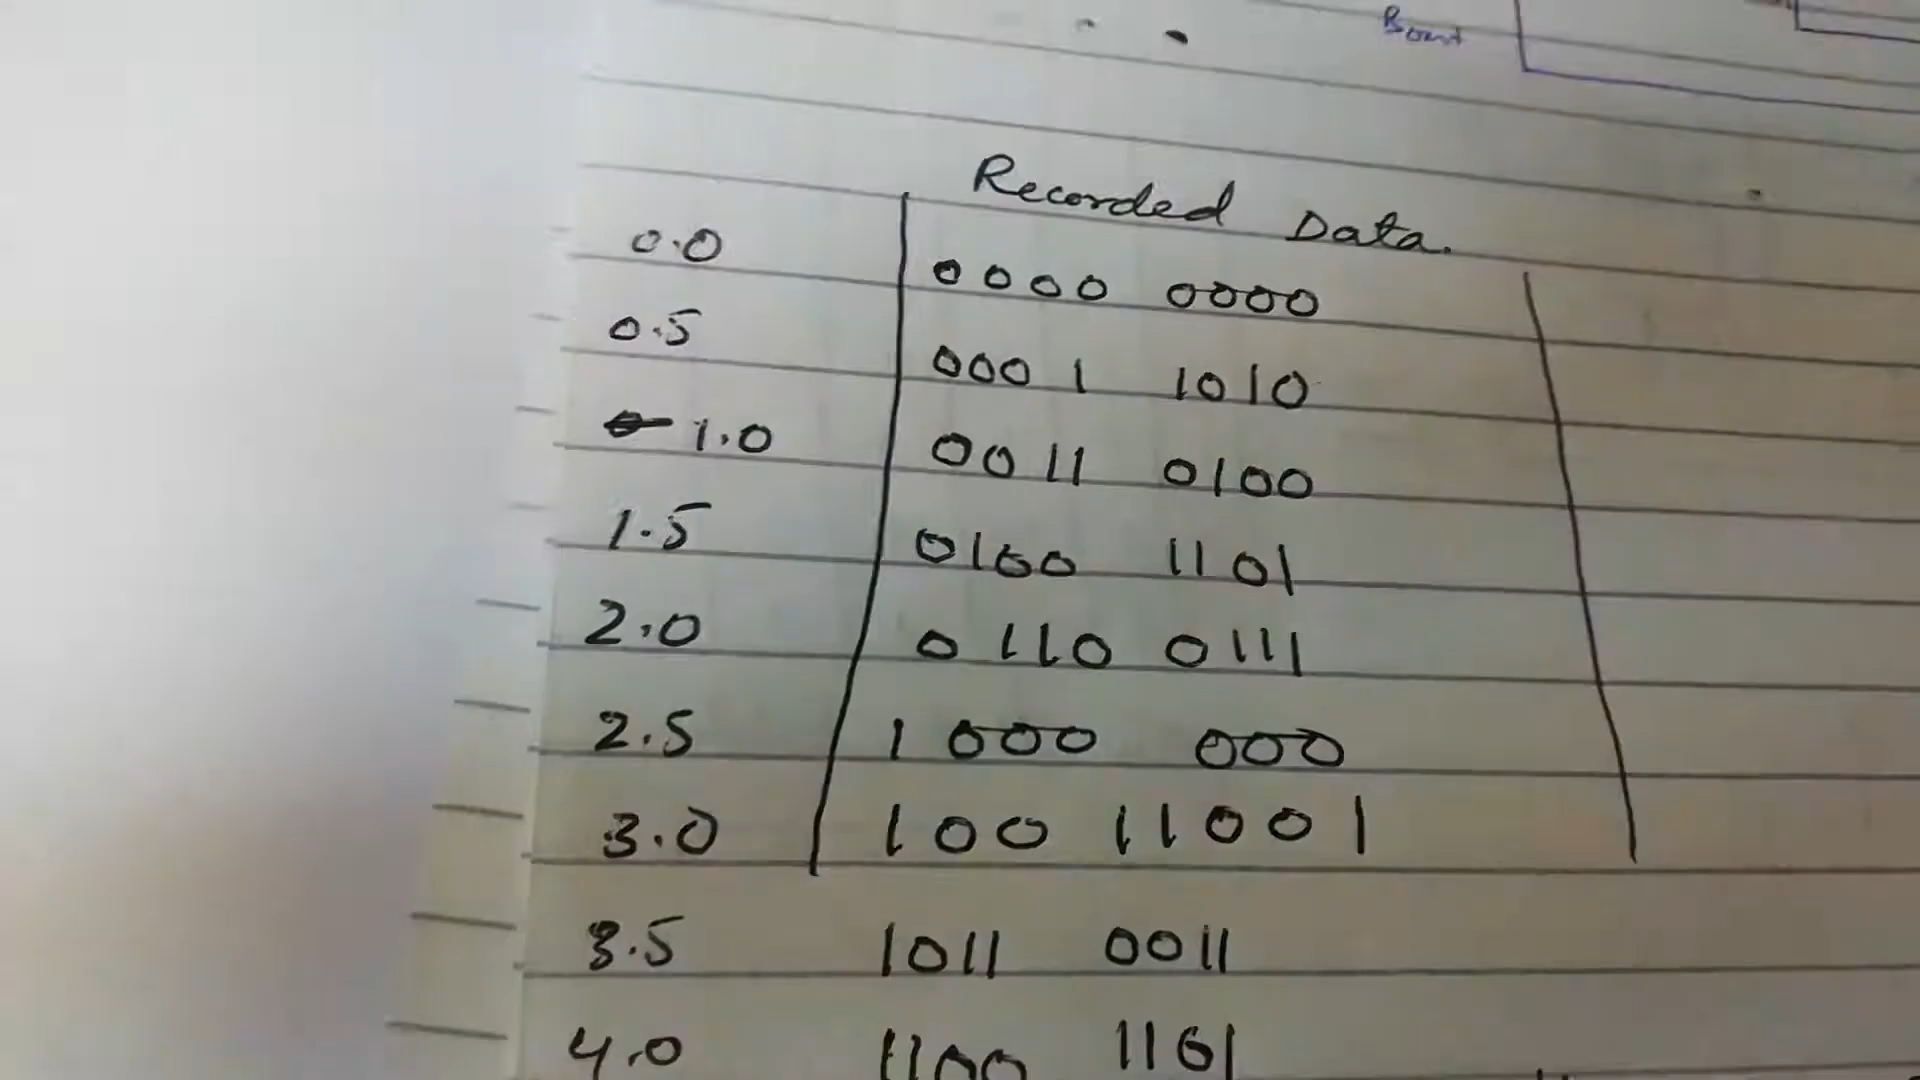 Board
Recorded Data.
0.0 0000 0000
0.5 0001 1010
1.0 0011 0100
1.5 0100 1101
2.0 0110 0111
2.5 1000 000
3.0 100 11001
3.5 1011 0011
4.0 1100 1101